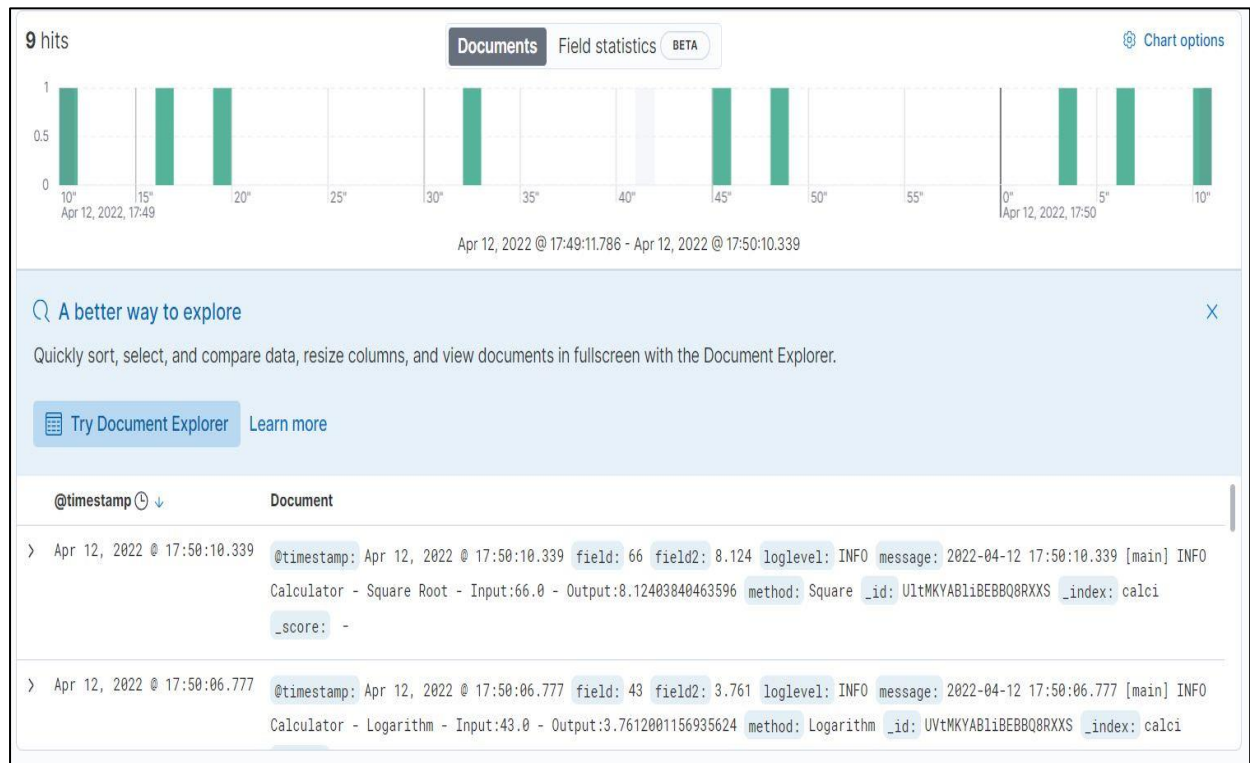 9 hits
Documents Field statistics BETA
Chart options
1
0.5
0
10" 15" 20" 25" 30" 35" 40" 45" 50" 55" 0" 5" 10"
Apr 12, 2022, 17:49 Apr 12, 2022, 17:50
Apr 12, 2022 @ 17:49:11.786 - Apr 12, 2022 @ 17:50:10.339
A better way to explore
Quickly sort, select, and compare data, resize columns, and view documents in fullscreen with the Document Explorer.
Try Document Explorer Learn more
@timestamp Document
Apr 12, 2022 @ 17:50:10.339 @timestamp: Apr 12, 2022 @ 17:50:10.339 field: 66 field2: 8.124 loglevel: INFO message: 2022-04-12 17:50:10.339 [main] INFO
Calculator - Square Root - Input:66.0 - Output:8.12403840463596 method: Square _id: UltMKYABliBEBBQ8RXXS _index: calci
_score: -
Apr 12, 2022 @ 17:50:06.777 @timestamp: Apr 12, 2022 @ 17:50:06.777 field: 43 field2: 3.761 loglevel: INFO message: 2022-04-12 17:50:06.777 [main] INFO
Calculator - Logarithm - Input:43.0 - Output:3.7612001156935624 method: Logarithm _id: UVtMKYABliBEBBQ8RXXS _index: calci